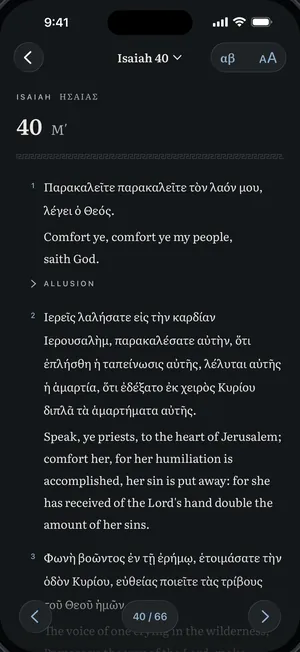 9:41
Isaiah 40
αβ
AA
ISAIAH ΗΣΑΙΑΣ
40 Μʹ
1 Παρακαλεῖτε παρακαλεῖτε τὸν λαόν μου,
λέγει ὁ Θεός.
Comfort ye, comfort ye my people,
saith God.
ALLUSION
2 Ἱερεῖς λαλήσατε εἰς τὴν καρδίαν
Ἱερουσαλὴμ, παρακαλέσατε αὐτὴν, ὅτι
ἐπλήσθη ἡ ταπείνωσις αὐτῆς, λέλυται αὐτῆς
ἡ ἁμαρτία, ὅτι ἐδέξατο ἐκ χειρὸς Κυρίου
διπλᾶ τὰ ἁμαρτήματα αὐτῆς.
Speak, ye priests, to the heart of Jerusalem;
comfort her, for her humiliation is
accomplished, her sin is put away: for she
has received of the Lord's hand double the
amount of her sins.
3 Φωνὴ βοῶντος ἐν τῇ ἐρήμῳ, ἑτοιμάσατε τὴν
ὁδὸν Κυρίου, εὐθείας ποιεῖτε τὰς τρίβους
τοῦ Θεοῦ ἡμῶν.
40 / 66
The voice of one crying in the wilderness,